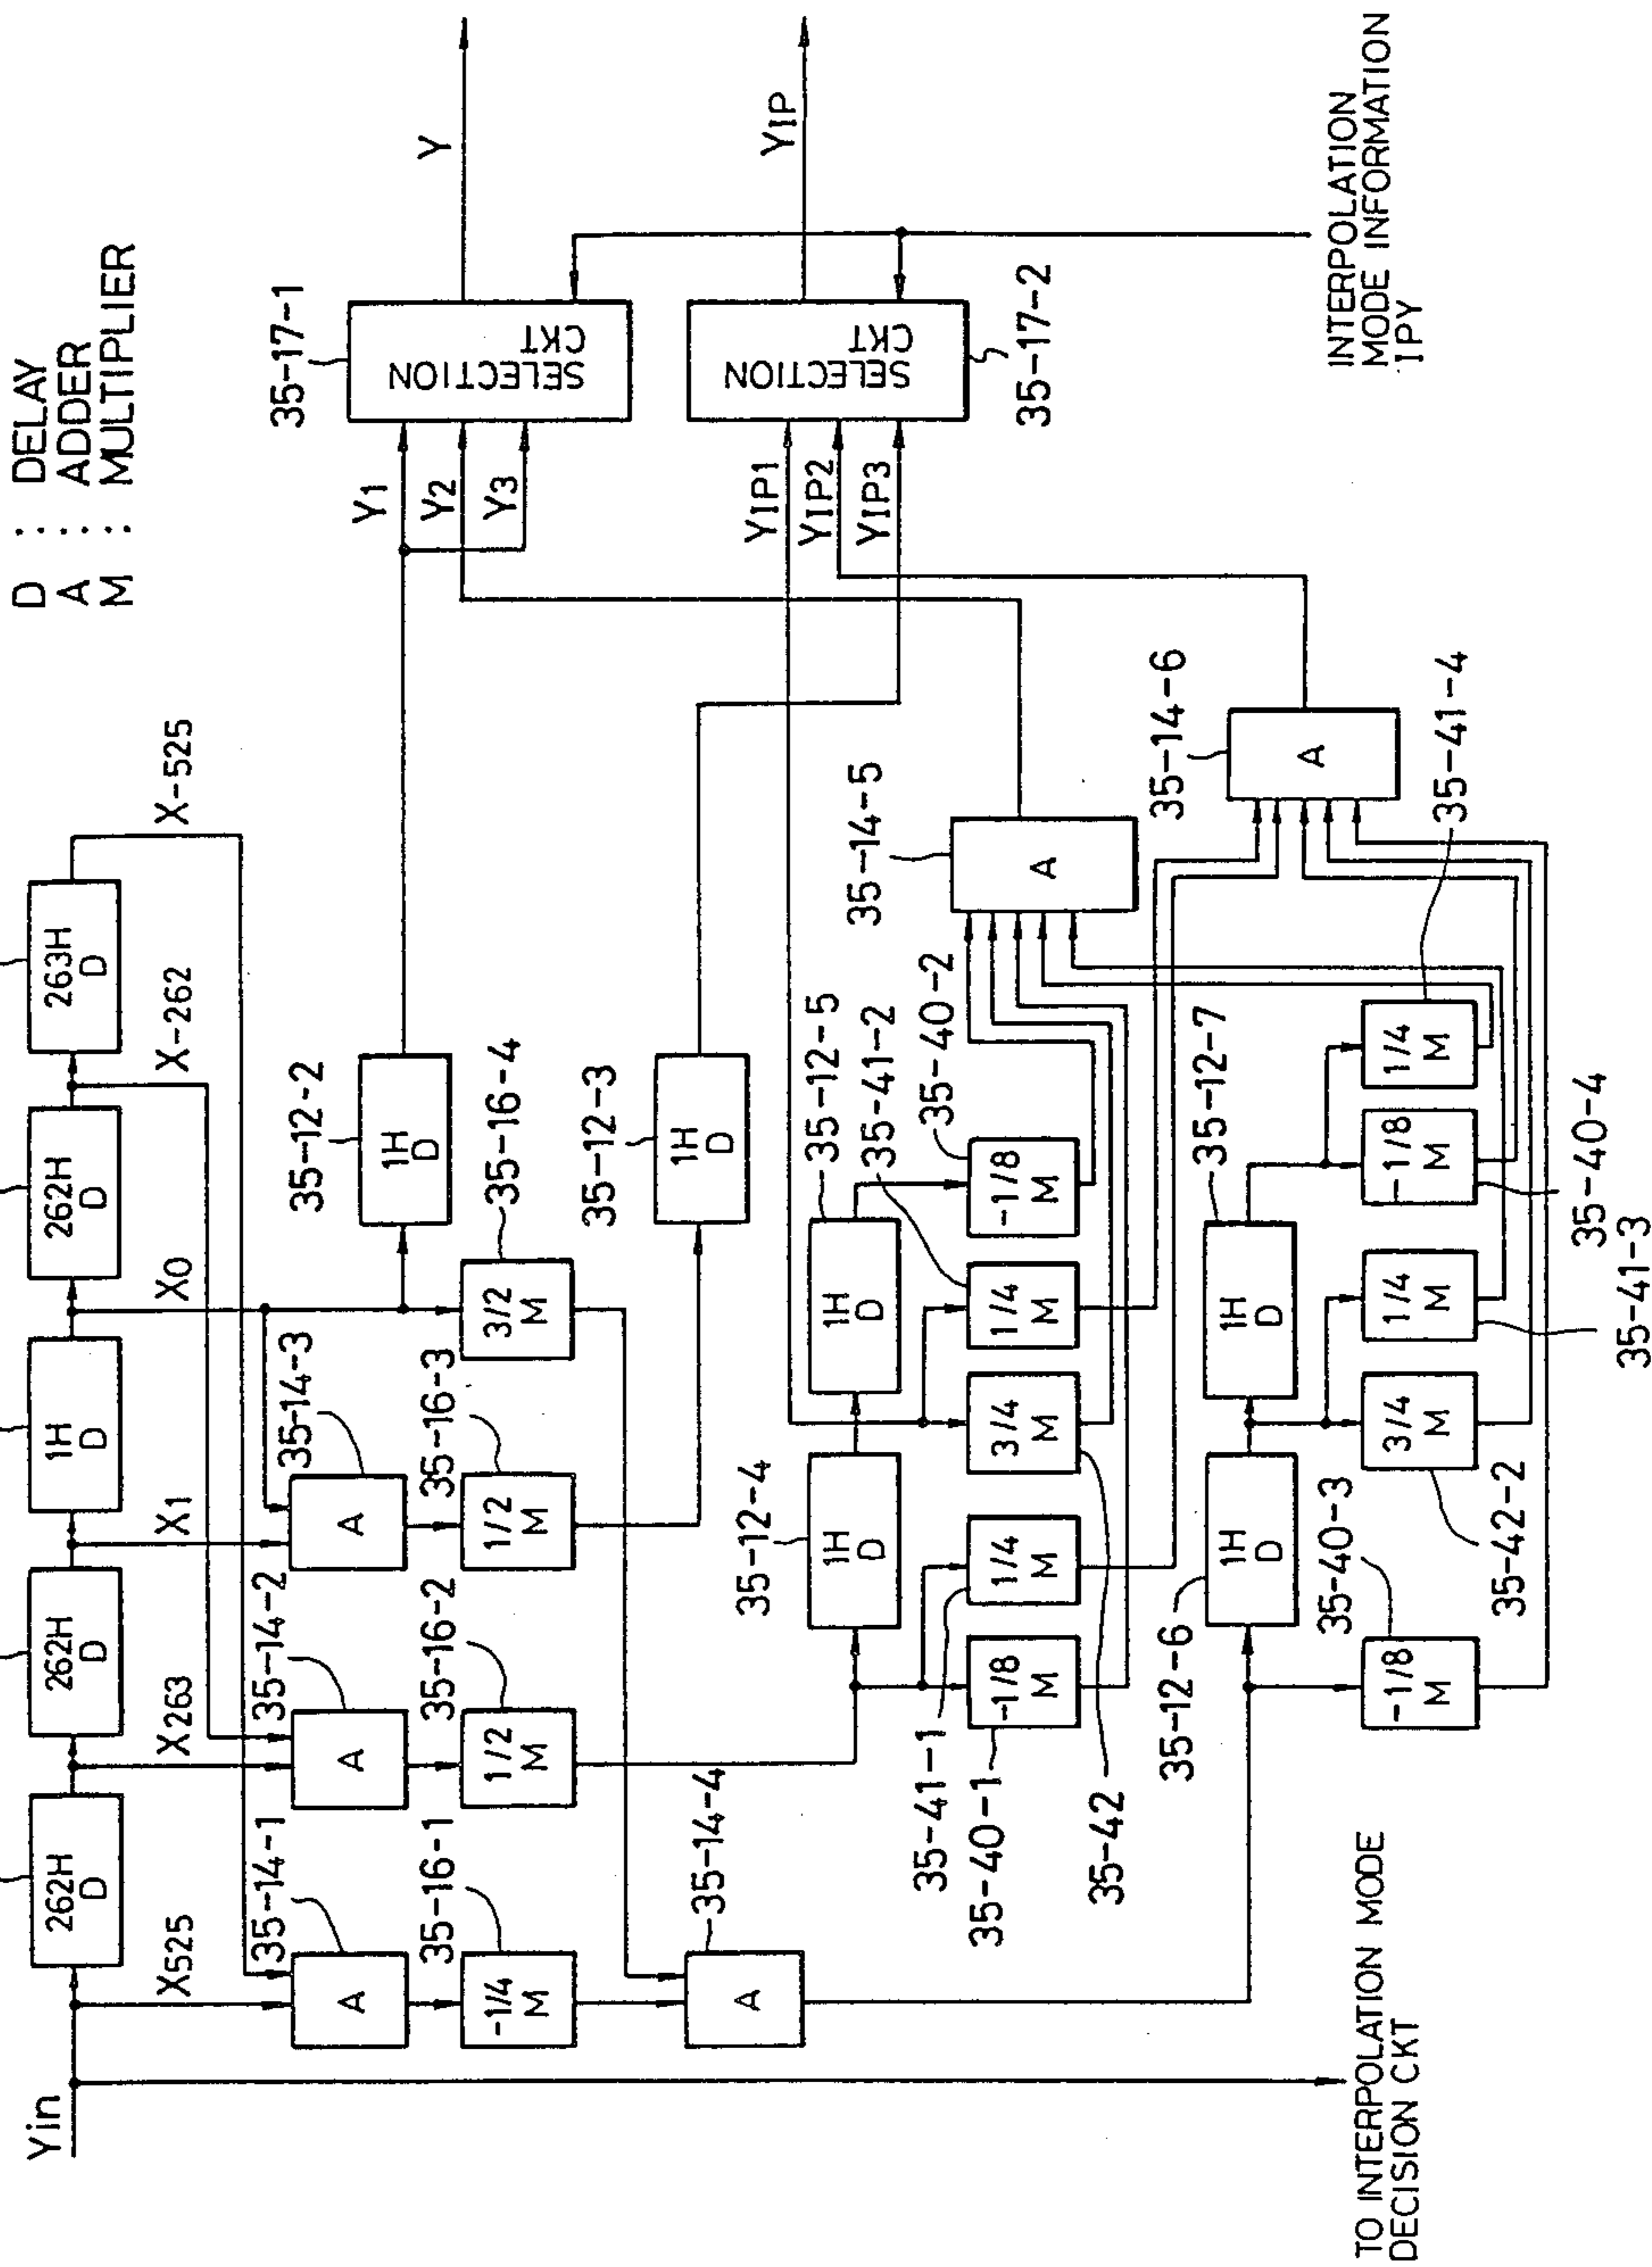 D : DELAY
A : ADDER
M : MULTIPLIER
Yin
262H
D
262H
D
1H
D
262H
D
263H
D
X525
X263
X1
X0
X-262
X-525
35-14-1
A
35-14-2
A
35-14-3
A
35-16-1
-1/4
M
35-16-2
1/2
M
35-16-3
1/2
M
35-16-4
3/2
M
35-12-2
1H
D
35-12-3
1H
D
35-14-4
A
Y1
Y2
Y3
35-17-1
SELECTION
CKT
Y
YIP1
YIP2
YIP3
SELECTION
CKT
35-17-2
YIP
35-12-4
1H
D
35-12-5
1H
D
35-41-1
35-40-1
-1/8
M
1/4
M
35-42
3/4
M
35-41-2
1/4
M
35-40-2
-1/8
M
35-14-5
A
35-14-6
A
35-12-6
1H
D
35-12-7
1H
D
35-40-3
-1/8
M
35-42-2
3/4
M
35-41-3
1/4
M
35-40-4
-1/8
M
35-41-4
1/4
M
TO INTERPOLATION MODE
DECISION CKT
INTERPOLATION
MODE INFORMATION
IPY